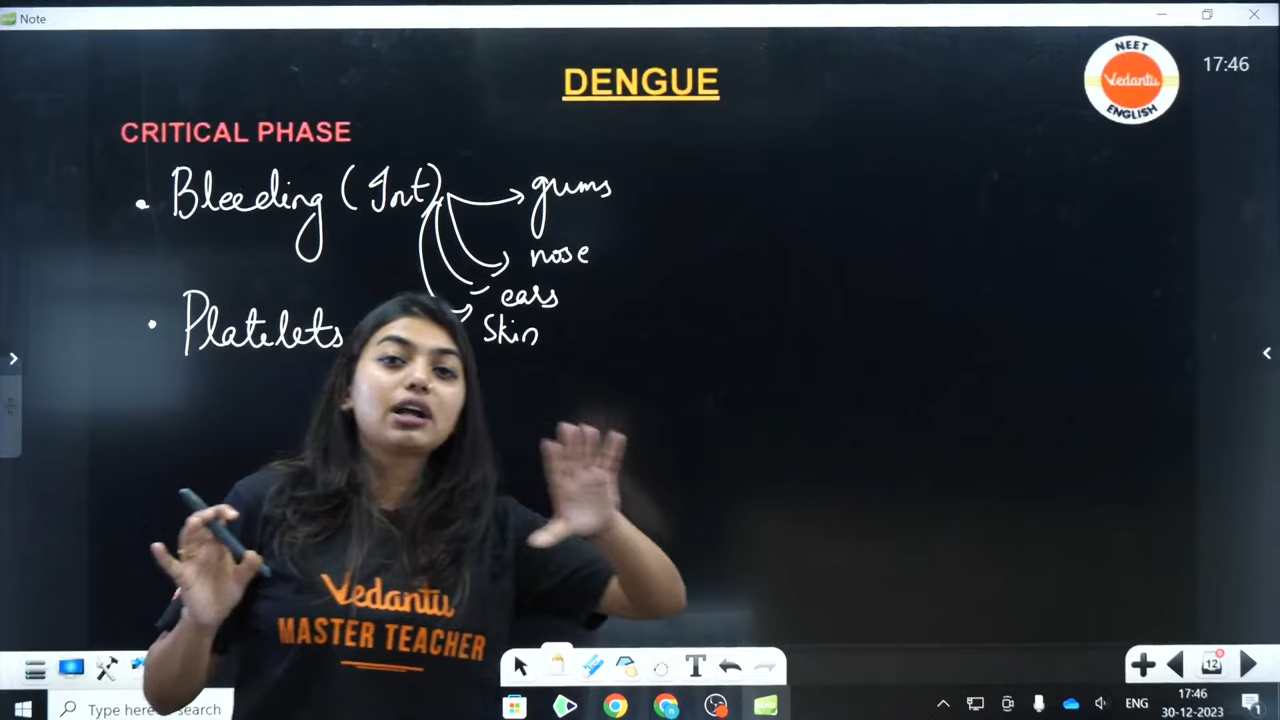 Note
DENGUE
NEET
Vedantu
ENGLISH
17:46
CRITICAL PHASE
• Bleeding (Int) → gums
nose
ears
Skin
• Platelets
Vedantu
MASTER TEACHER
T
12
Type here to search
ENG
17:46
30-12-2023
1